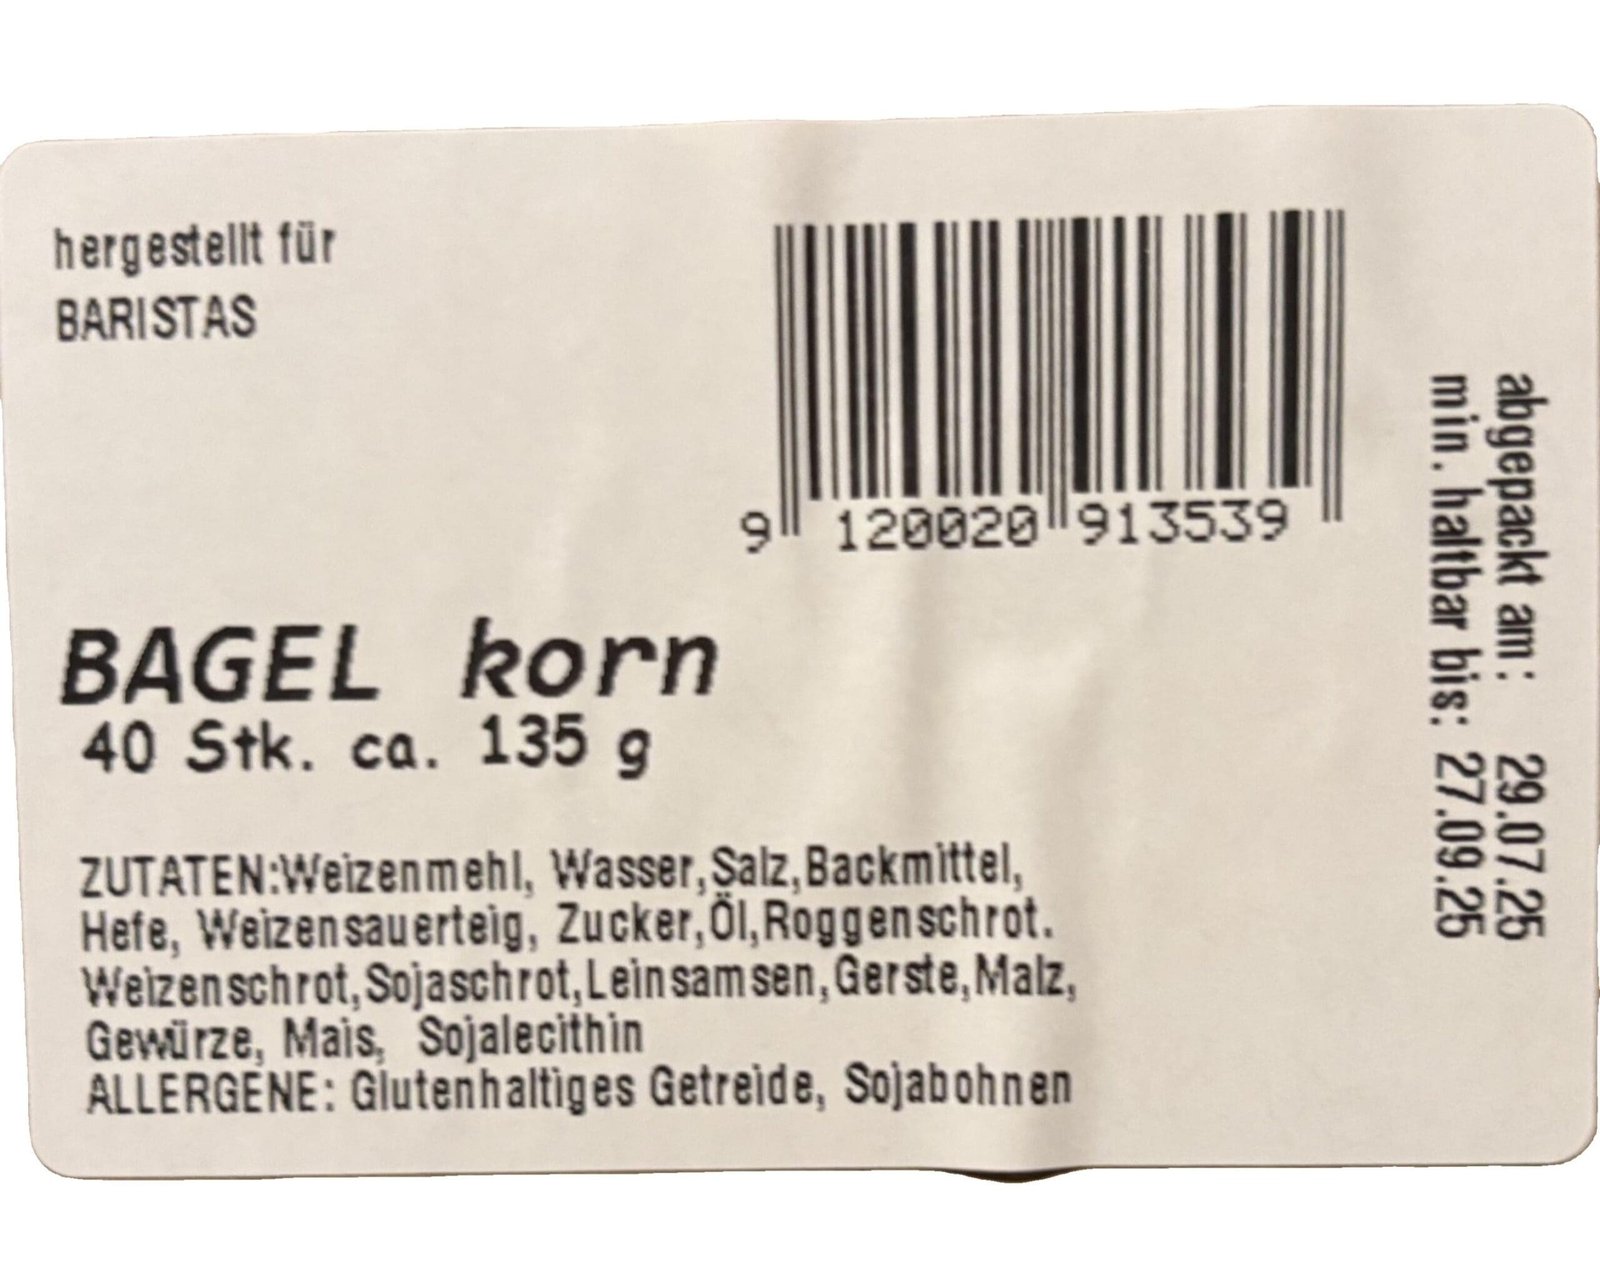 hergestellt für
BARISTAS
9 120020 913539
abgepackt am: 29.07.25
min. haltbar bis: 27.09.25
BAGEL korn
40 Stk. ca. 135 g
ZUTATEN:Weizenmehl, Wasser,Salz,Backmittel,
Hefe, Weizensauerteig, Zucker,Öl,Roggenschrot.
Weizenschrot,Sojaschrot,Leinsamsen,Gerste,Malz,
Gewürze, Mais, Sojalecithin
ALLERGENE: Glutenhaltiges Getreide, Sojabohnen